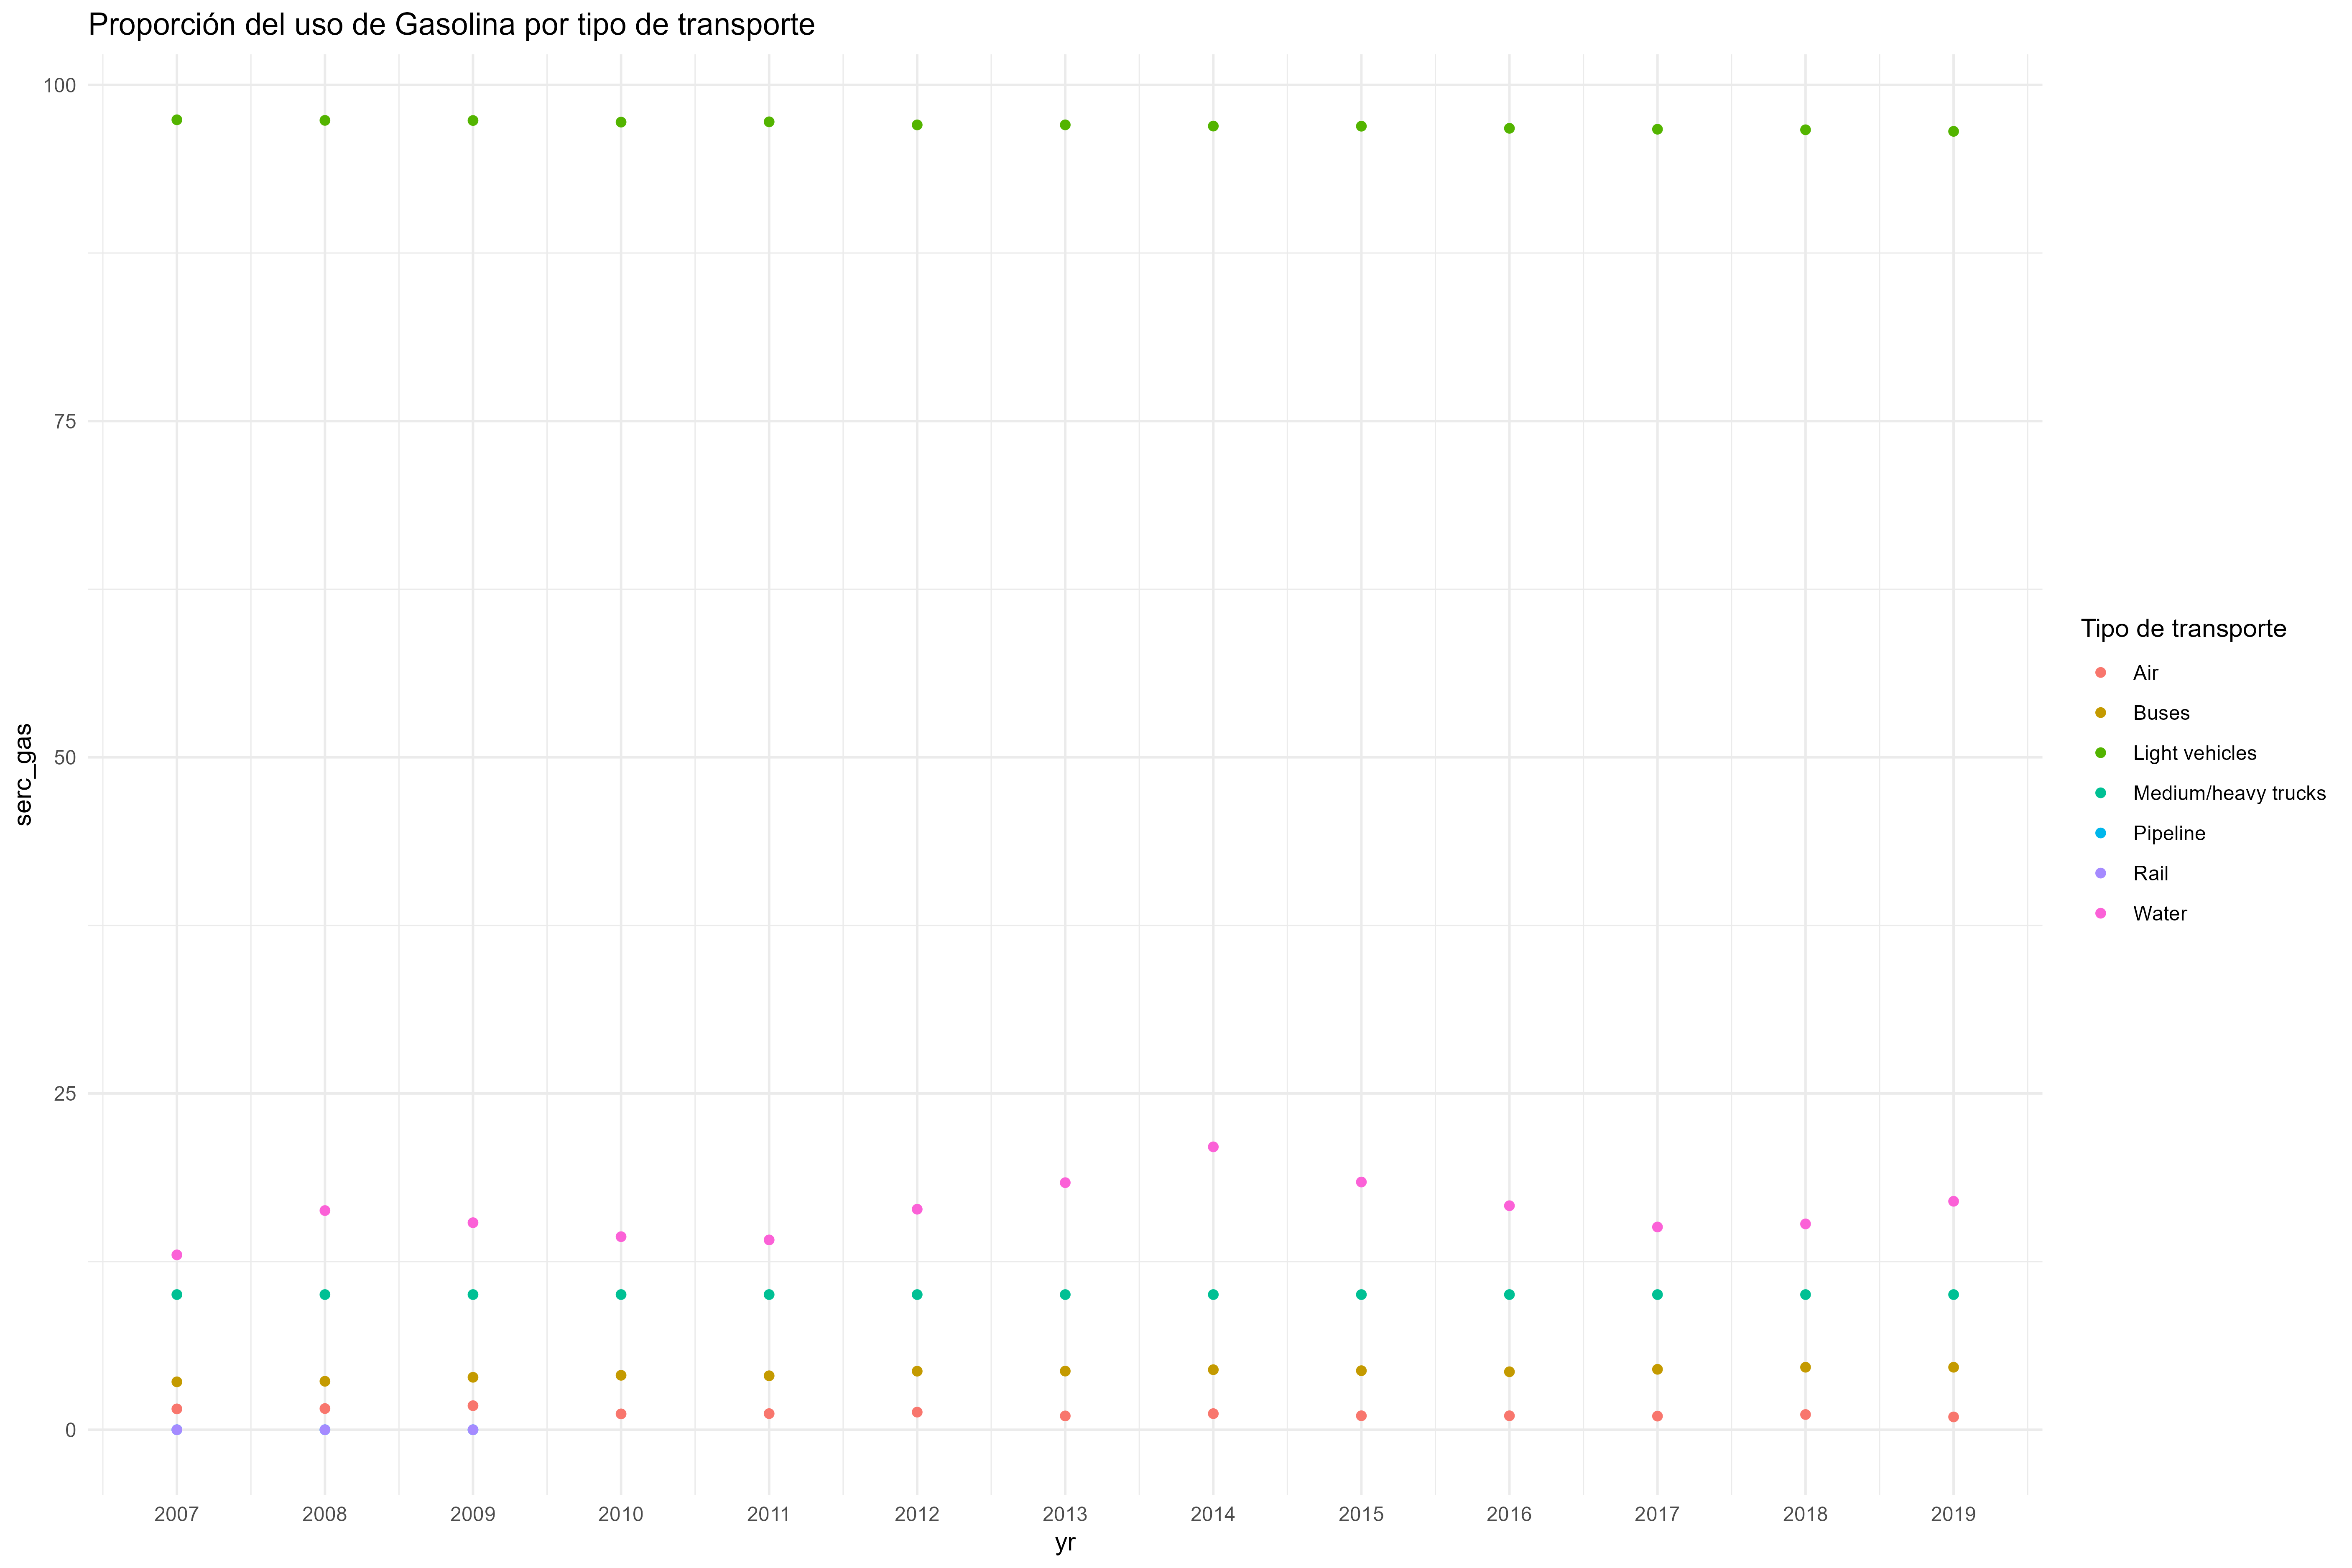 Proporción del uso de Gasolina por tipo de transporte
100
75
50
25
0
serc_gas
2007 2008 2009 2010 2011 2012 2013 2014 2015 2016 2017 2018 2019
yr
Tipo de transporte
Air
Buses
Light vehicles
Medium/heavy trucks
Pipeline
Rail
Water